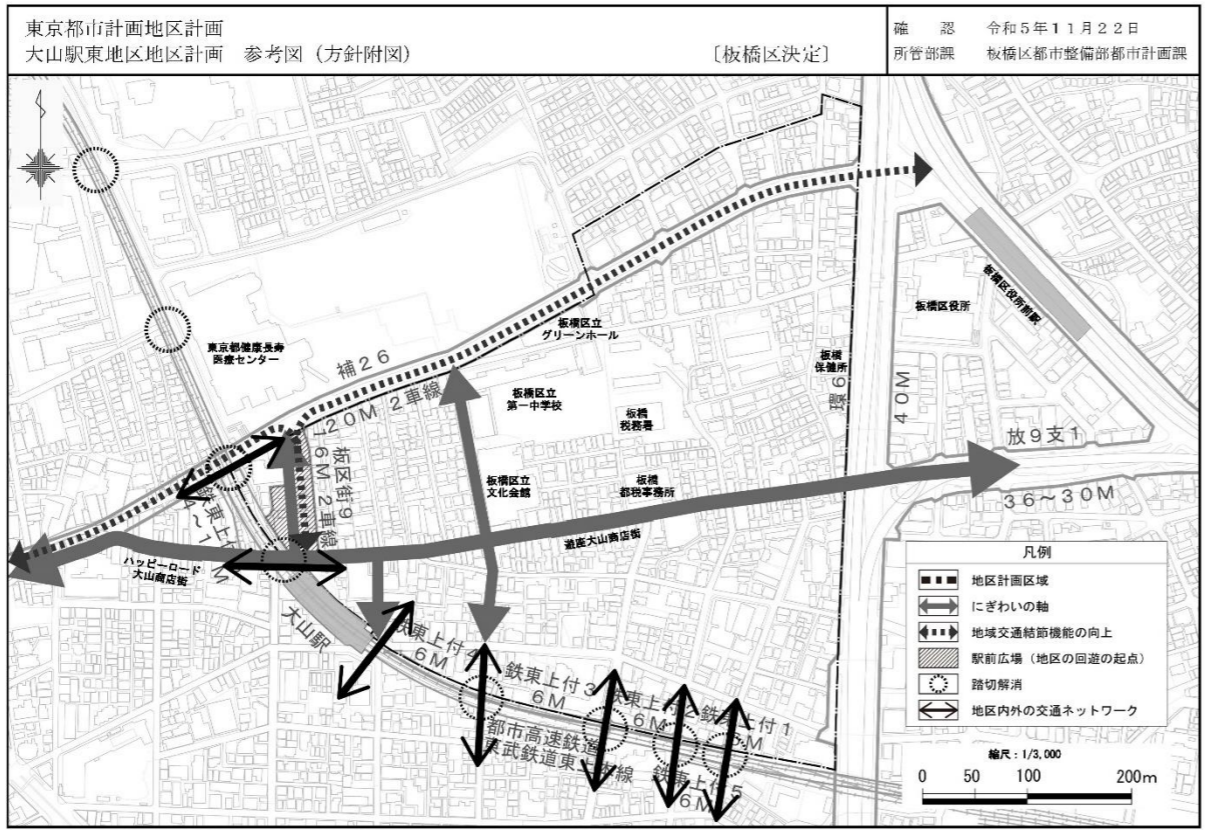 東京都市計画地区計画
大山駅東地区地区計画 参考図(方針附図)
〔板橋区決定〕
確 認 令和5年11月22日
所管部課 板橋区都市整備部都市計画課
板橋区役所
板橋区役所前駅
板橋区立
グリーンホール
東京都健康長寿
医療センター
補26
20M 2車線
板橋区立
第一中学校
板橋
税務署
板橋
保健所
環6
40M
放9支1
36~30M
板区街9
16M 2車線
板橋区立
文化会館
板橋
都税事務所
遊座大山商店街
ハッピーロード
大山商店街
大山駅
鉄東上付4
6M
鉄東上付3
6M
鉄東上付2
6M
鉄東上付1
都市高速鉄道
東武鉄道東上本線
鉄東上付5
6M
凡例
地区計画区域
にぎわいの軸
地域交通結節機能の向上
駅前広場(地区の回遊の起点)
踏切解消
地区内外の交通ネットワーク
縮尺:1/3,000
0 50 100 200m